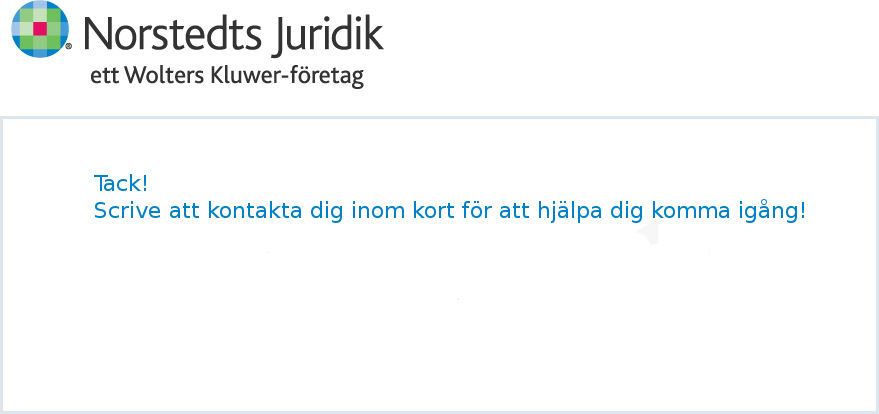 Norstedts Juridik
ett Wolters Kluwer-företag
Tack!
Scrive att kontakta dig inom kort för att hjälpa dig komma igång!